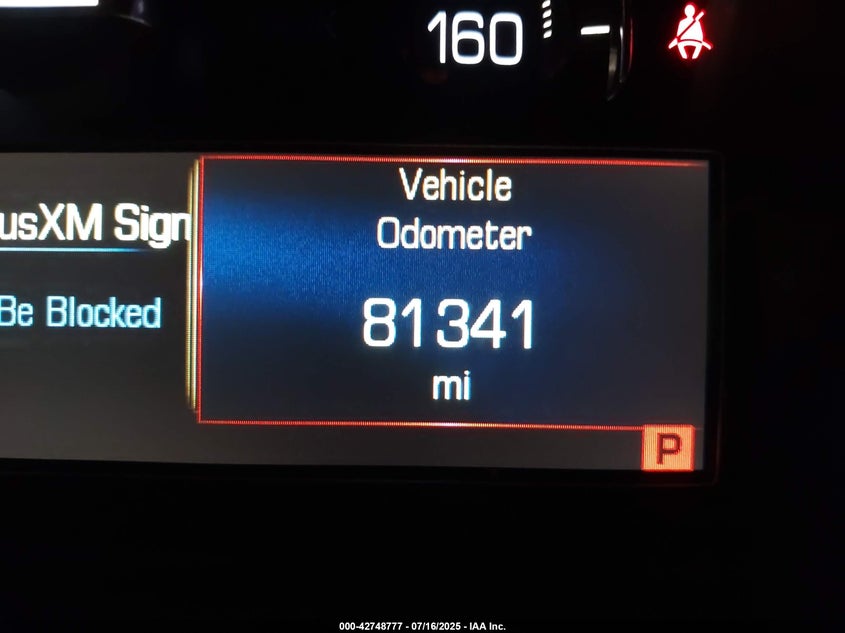 160
Vehicle
Odometer
usXM Sign
Be Blocked
81341
mi
P
000-42748777 - 07/16/2025 - IAA Inc.